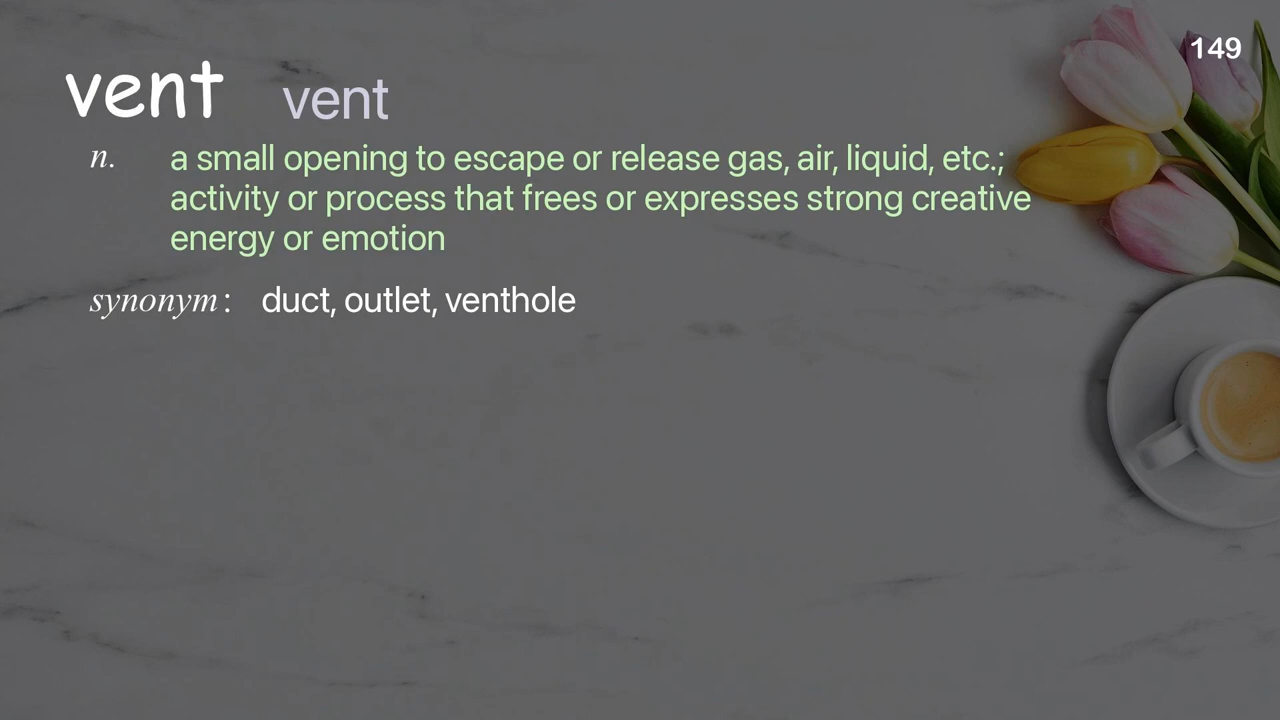 149
vent vent
n. a small opening to escape or release gas, air, liquid, etc.;
activity or process that frees or expresses strong creative
energy or emotion
synonym: duct, outlet, venthole